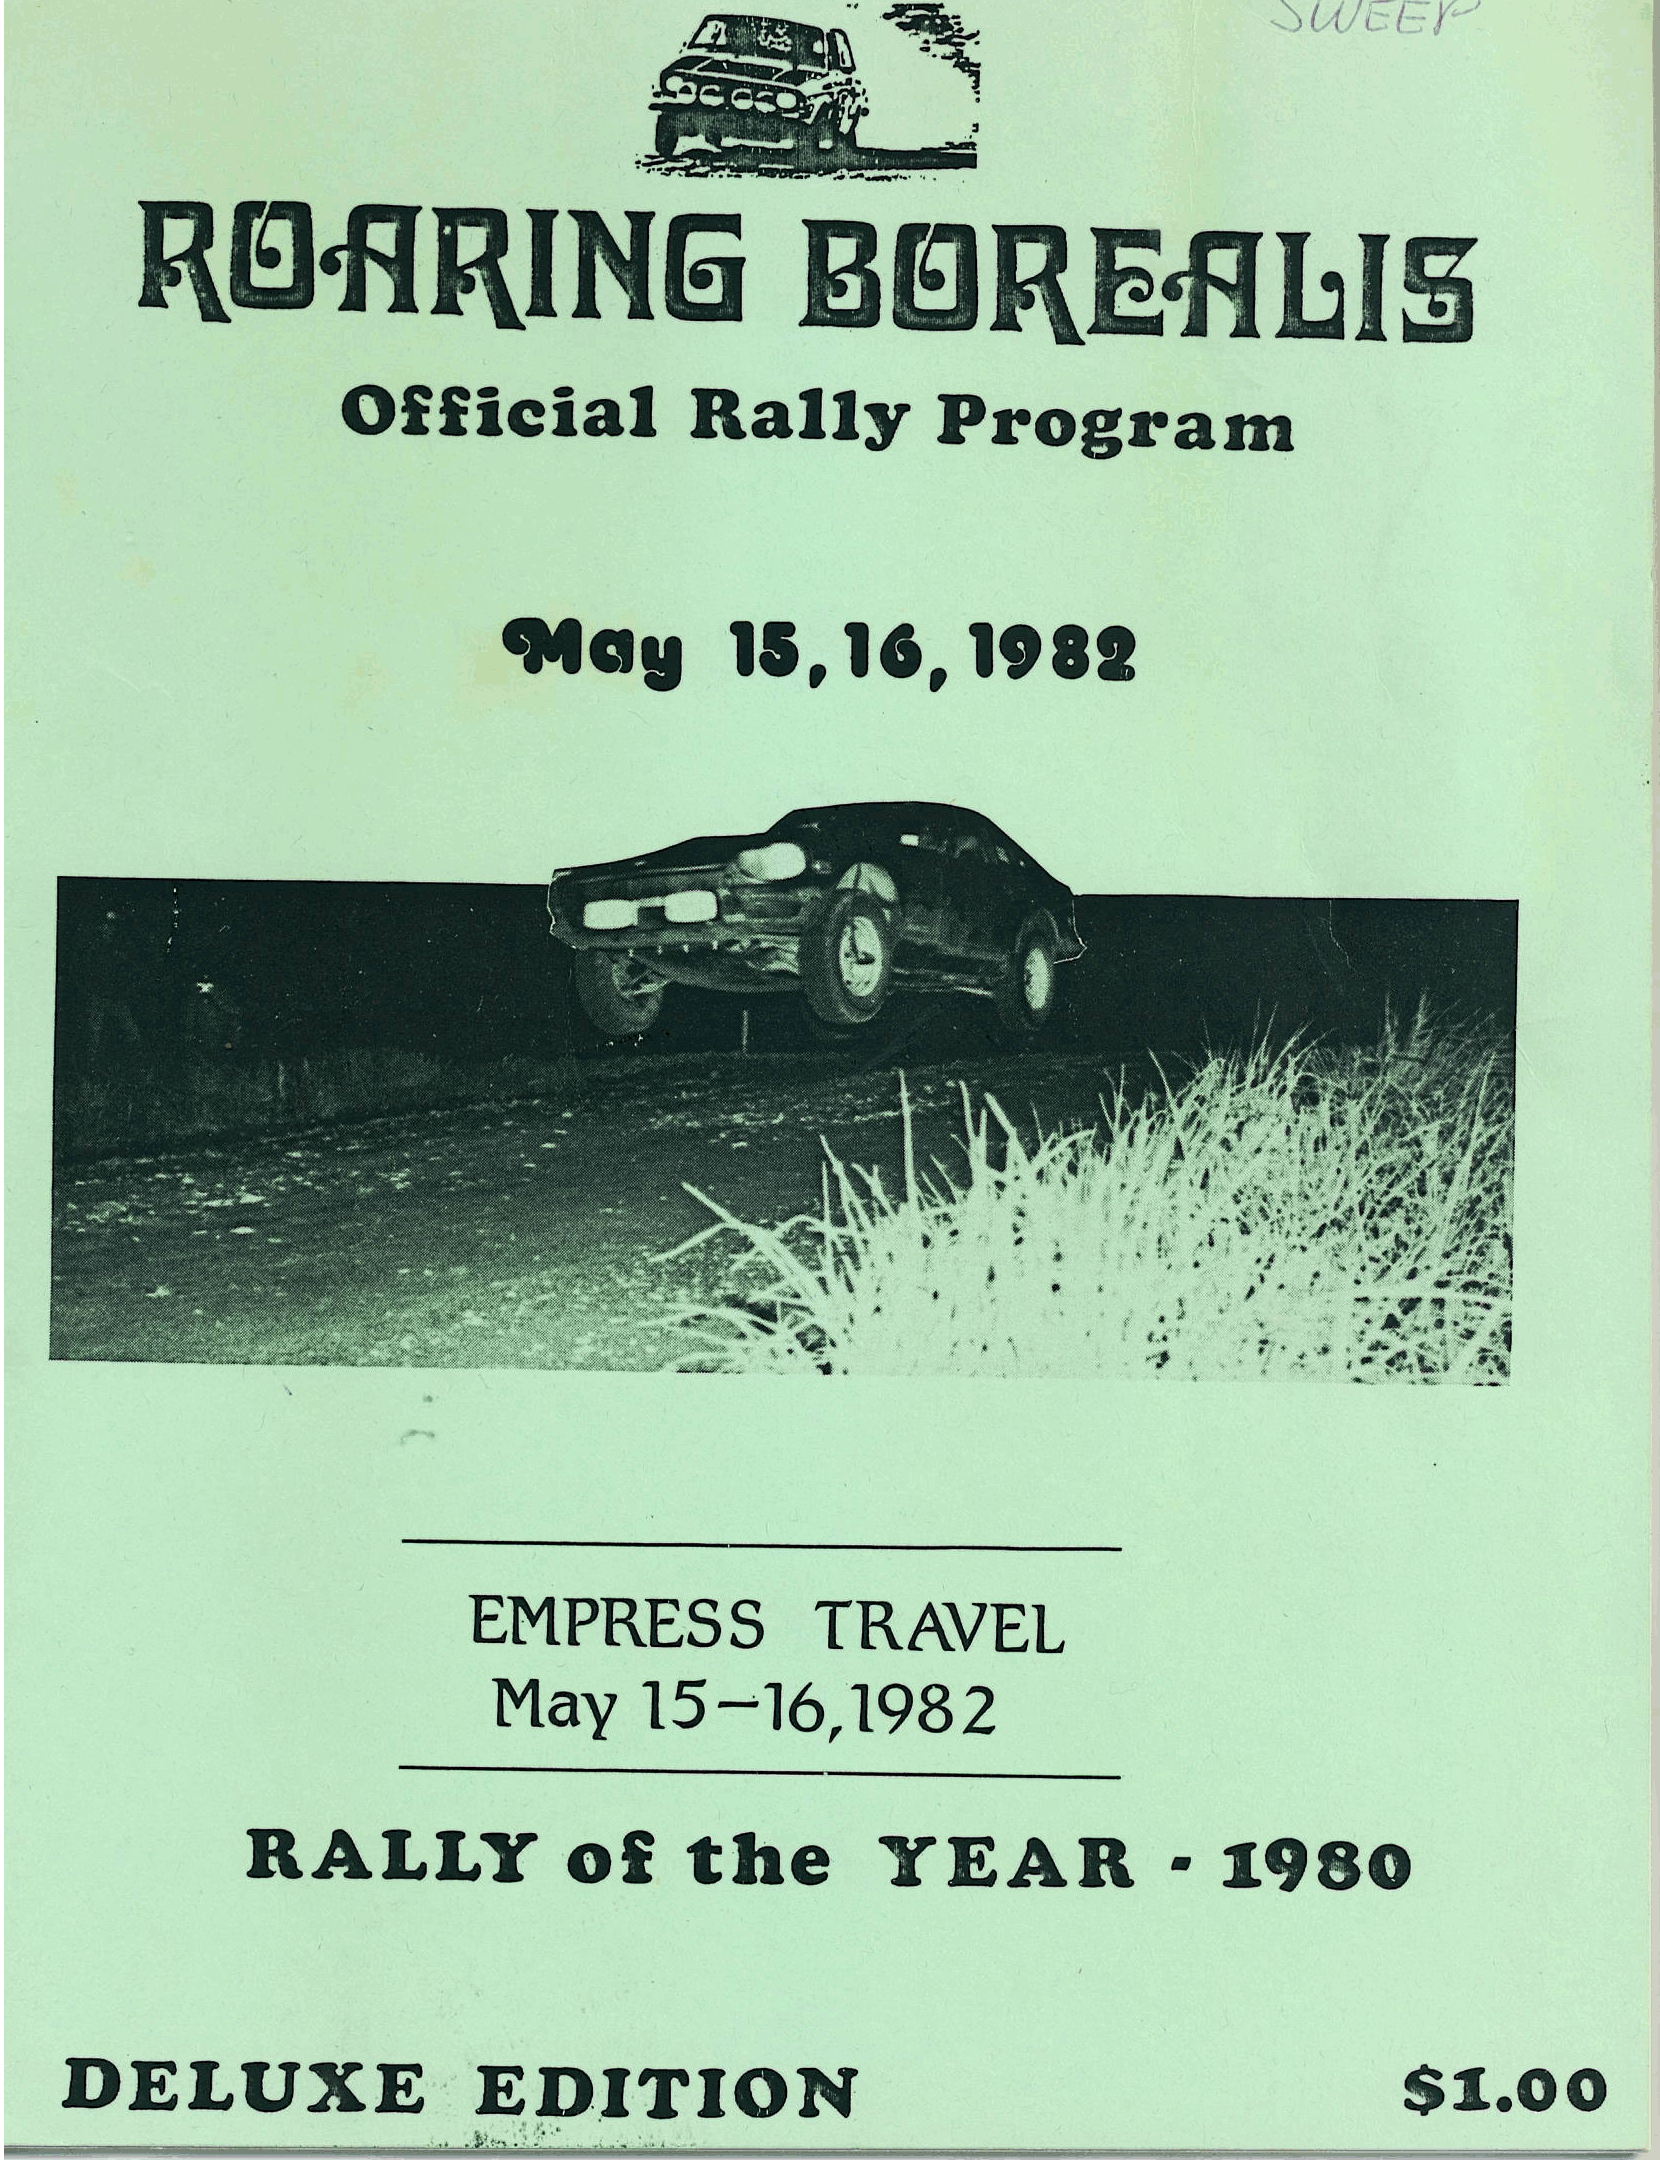 SWEEP
ROARING BOREALIS
Official Rally Program
May 15, 16, 1982
EMPRESS TRAVEL
May 15-16, 1982
RALLY of the YEAR - 1980
DELUXE EDITION
$1.00